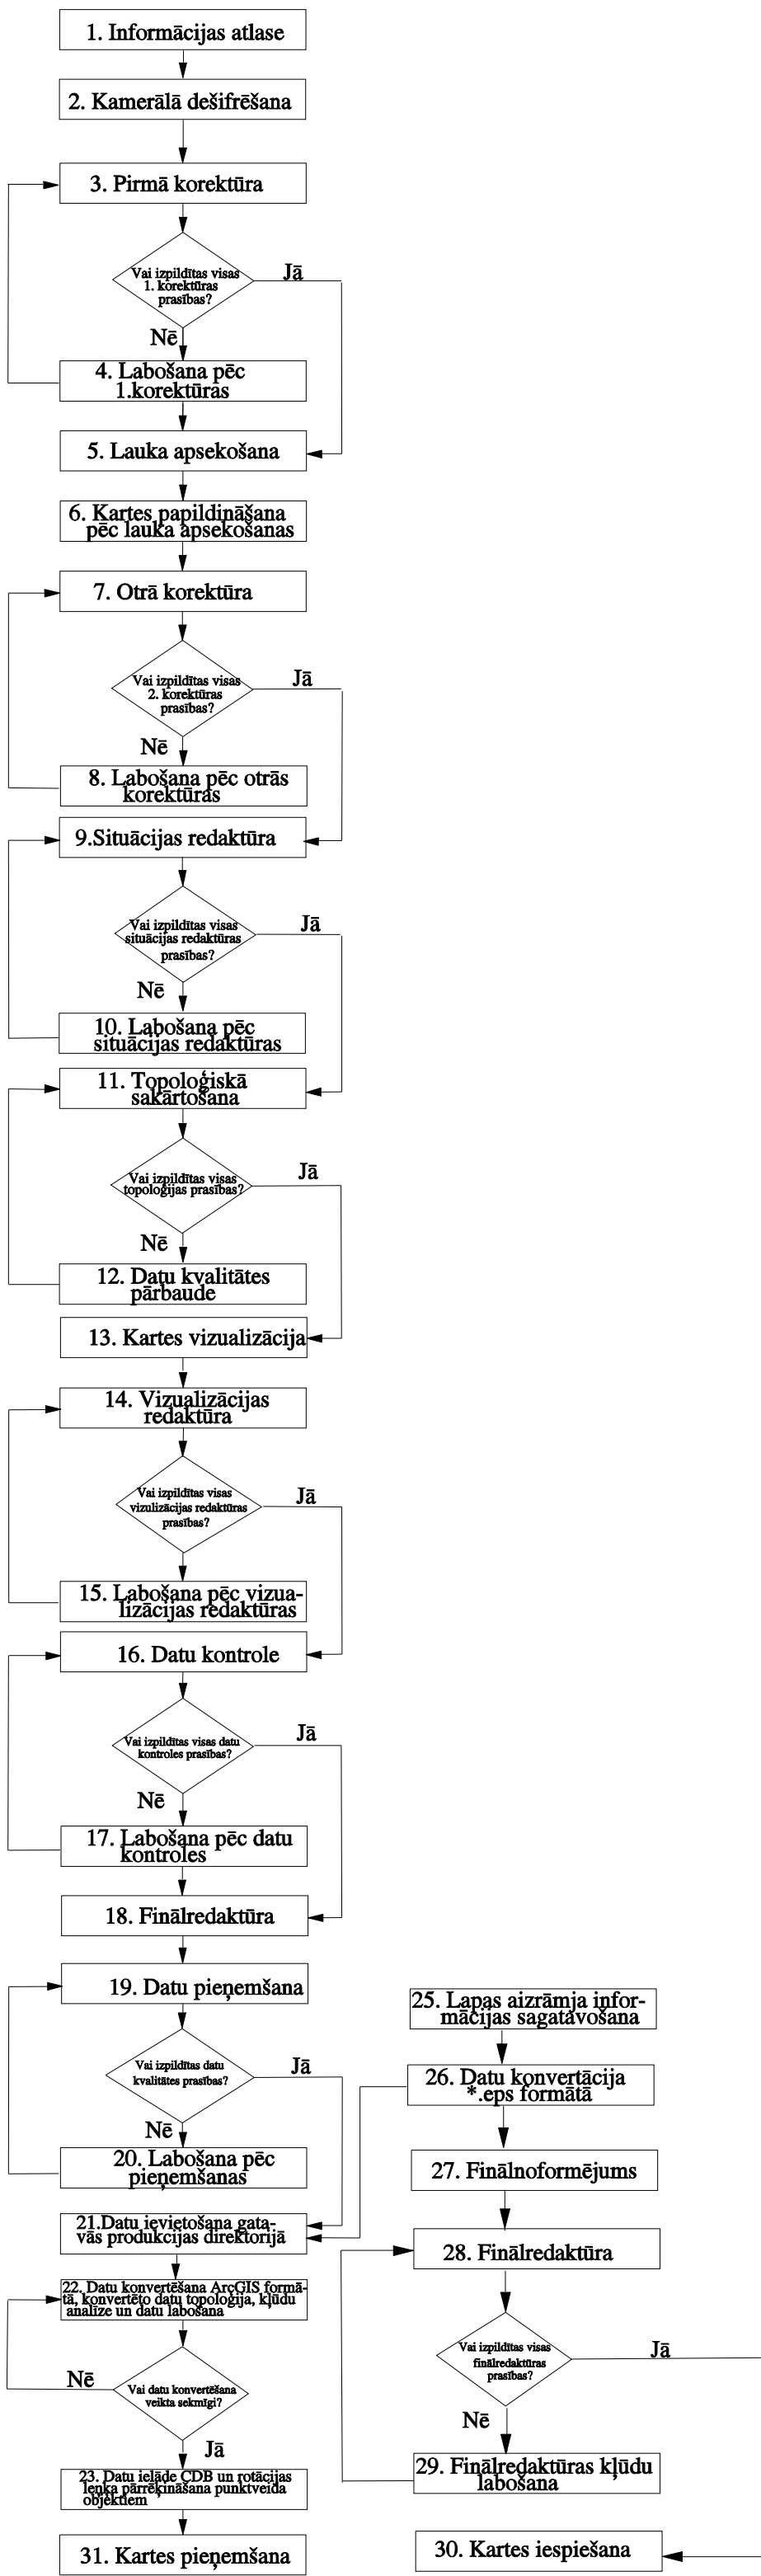 1. Informācijas atlase
2. Kamerālā dešifrēšana
3. Pirmā korektūra
Vai izpildītas visas
1. korektūras
prasības?
Jā
Nē
4. Labošana pēc
1.korektūras
5. Lauka apsekošana
6. Kartes papildināšana
pēc lauka apsekošanas
7. Otrā korektūra
Vai izpildītas visas
2. korektūras
prasības?
Jā
Nē
8. Labošana pēc otrās
korektūras
9.Situācijas redaktūra
Vai izpildītas visas
situācijas redaktūras
prasības?
Jā
Nē
10. Labošana pēc
situācijas redaktūras
11. Topoloģiskā
sakārtošana
Vai izpildītas visas
topoloģijas prasības?
Jā
Nē
12. Datu kvalitātes
pārbaude
13. Kartes vizualizācija
14. Vizualizācijas
redaktūra
Vai izpildītas visas
vizulizācijas redaktūras
prasības?
Jā
15. Labošana pēc vizua-
lizācijas redaktūras
16. Datu kontrole
Vai izpildītas visas datu
kontroles prasības?
Jā
Nē
17. Labošana pēc datu
kontroles
18. Finālredaktūra
19. Datu pieņemšana
Vai izpildītas datu
kvalitātes prasības?
Jā
Nē
20. Labošana pēc
pieņemšanas
21.Datu ievietošana gata-
vās produkcijas direktorijā
22. Datu konvertēšana ArcGIS formā-
tā, konvertēto datu topoloģija, kļūdu
analīze un datu labošana
Nē
Vai datu konvertēšana
veikta sekmīgi?
Jā
23. Datu ielāde CDB un rotācijas
leņķa pārrēķināšana punktveida
objektiem
31. Kartes pieņemšana
25. Lapas aizrāmja infor-
mācijas sagatavošana
26. Datu konvertācija
*.eps formātā
27. Finālnoformējums
28. Finālredaktūra
Vai izpildītas visas
finālredaktūras
prasības?
Jā
Nē
29. Finālredaktūras kļūdu
labošana
30. Kartes iespiešana